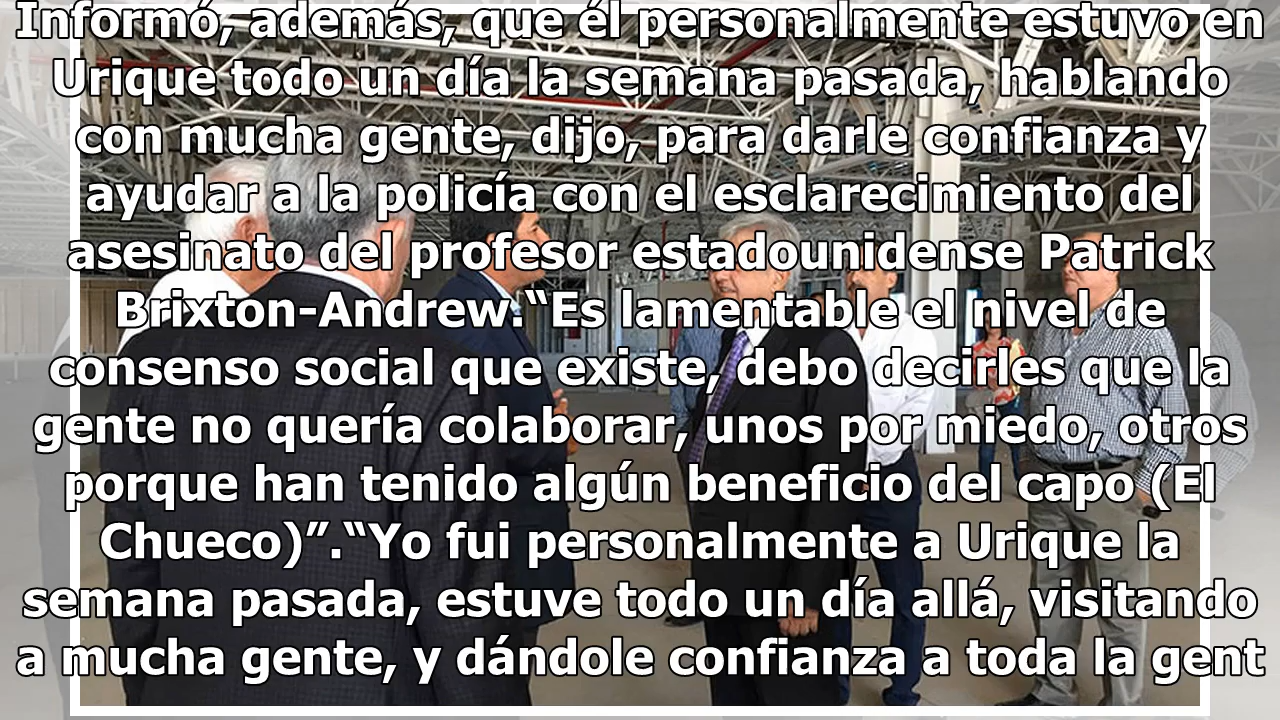 Informó, además, que él personalmente estuvo en
Urique todo un día la semana pasada, hablando
con mucha gente, dijo, para darle confianza y
ayudar a la policía con el esclarecimiento del
asesinato del profesor estadounidense Patrick
Brixton-Andrew.“Es lamentable el nivel de
consenso social que existe, debo decirles que la
gente no quería colaborar, unos por miedo, otros
porque han tenido algún beneficio del capo (El
Chueco)”.“Yo fui personalmente a Urique la
semana pasada, estuve todo un día allá, visitando
a mucha gente, y dándole confianza a toda la gent